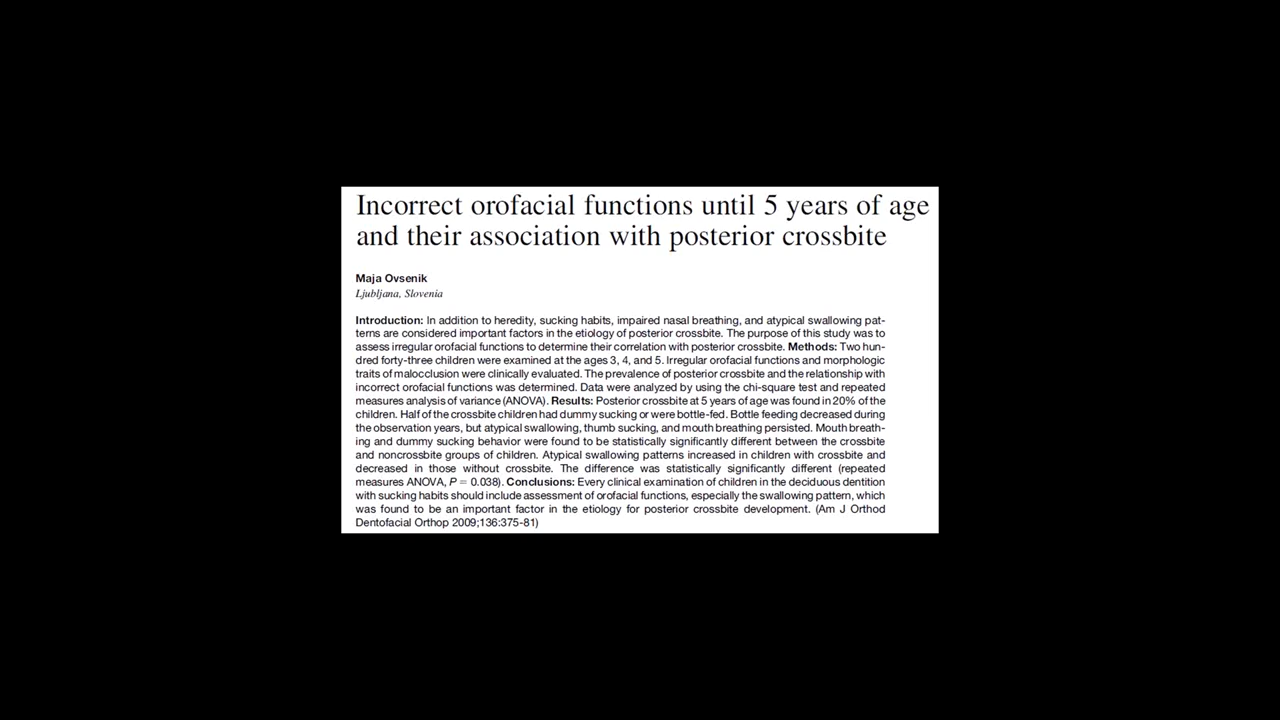 Incorrect orofacial functions until 5 years of age
and their association with posterior crossbite
Maja Ovsenik
Ljubljana, Slovenia
Introduction: In addition to heredity, sucking habits, impaired nasal breathing, and atypical swallowing pat-
terns are considered important factors in the etiology of posterior crossbite. The purpose of this study was to
assess irregular orofacial functions to determine their correlation with posterior crossbite. Methods: Two hun-
dred forty-three children were examined at the ages 3, 4, and 5. Irregular orofacial functions and morphologic
traits of malocclusion were clinically evaluated. The prevalence of posterior crossbite and the relationship with
incorrect orofacial functions was determined. Data were analyzed by using the chi-square test and repeated
measures analysis of variance (ANOVA). Results: Posterior crossbite at 5 years of age was found in 20% of the
children. Half of the crossbite children had dummy sucking or were bottle-fed. Bottle feeding decreased during
the observation years, but atypical swallowing, thumb sucking, and mouth breathing persisted. Mouth breath-
ing and dummy sucking behavior were found to be statistically significantly different between the crossbite
and noncrossbite groups of children. Atypical swallowing patterns increased in children with crossbite and
decreased in those without crossbite. The difference was statistically significantly different (repeated
measures ANOVA, P = 0.038). Conclusions: Every clinical examination of children in the deciduous dentition
with sucking habits should include assessment of orofacial functions, especially the swallowing pattern, which
was found to be an important factor in the etiology for posterior crossbite development. (Am J Orthod
Dentofacial Orthop 2009;136:375-81)